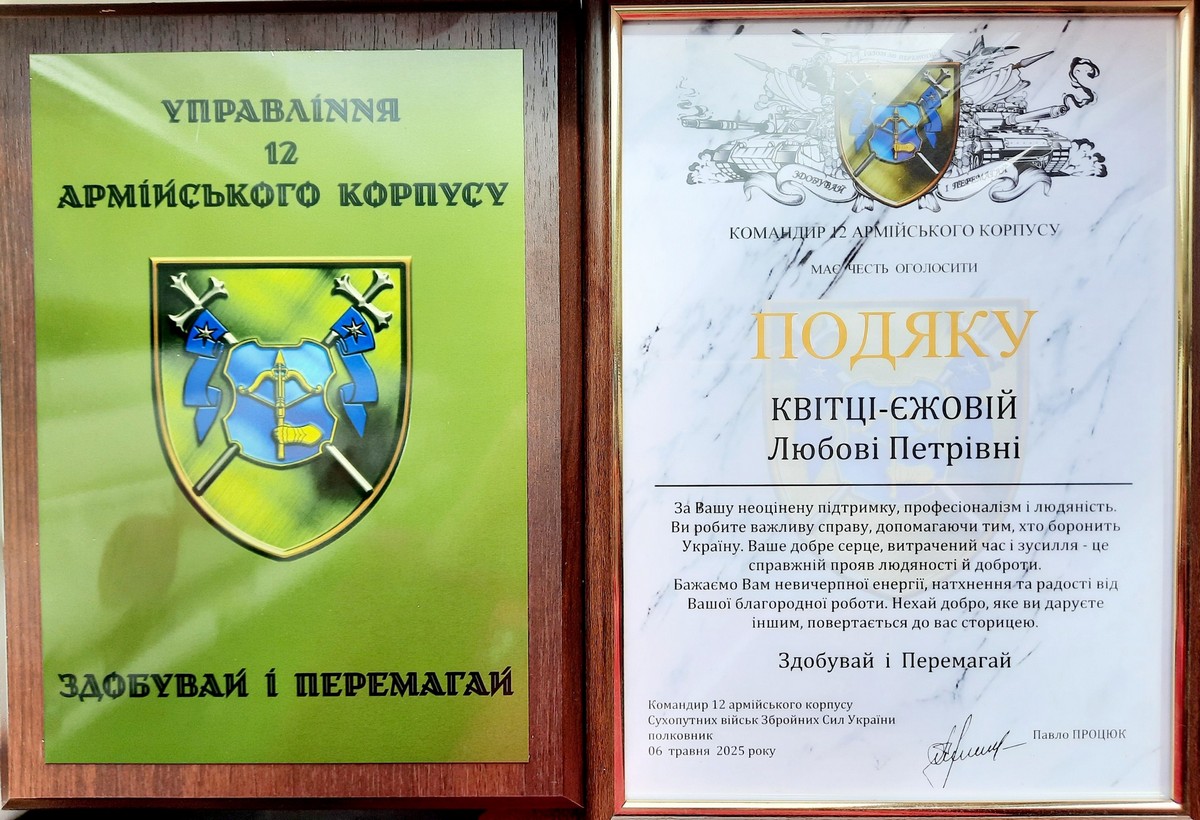 УПРАВЛІННЯ
12
АРМІЙСЬКОГО КОРПУСУ
ЗДОБУВАЙ І ПЕРЕМАГАЙ
ЗДОБУВАЙ
І ПЕРЕМАГАЙ
КОМАНДИР 12 АРМІЙСЬКОГО КОРПУСУ
МАЄ ЧЕСТЬ ОГОЛОСИТИ
ПОДЯКУ
КВІТЦІ-ЄЖОВІЙ
Любові Петрівні
За Вашу неоцінену підтримку, професіоналізм і людяність.
Ви робите важливу справу, допомагаючи тим, хто боронить
Україну. Ваше добре серце, витрачений час і зусилля - це
справжній прояв людяності й доброти.
Бажаємо Вам невичерпної енергії, натхнення та радості від
Вашої благородної роботи. Нехай добро, яке ви даруєте
іншим, повертається до вас сторицею.
Здобувай і Перемагай
Командир 12 армійського корпусу
Сухопутних військ Збройних Сил України
полковник
06 травня 2025 року
Павло ПРОЦЮК